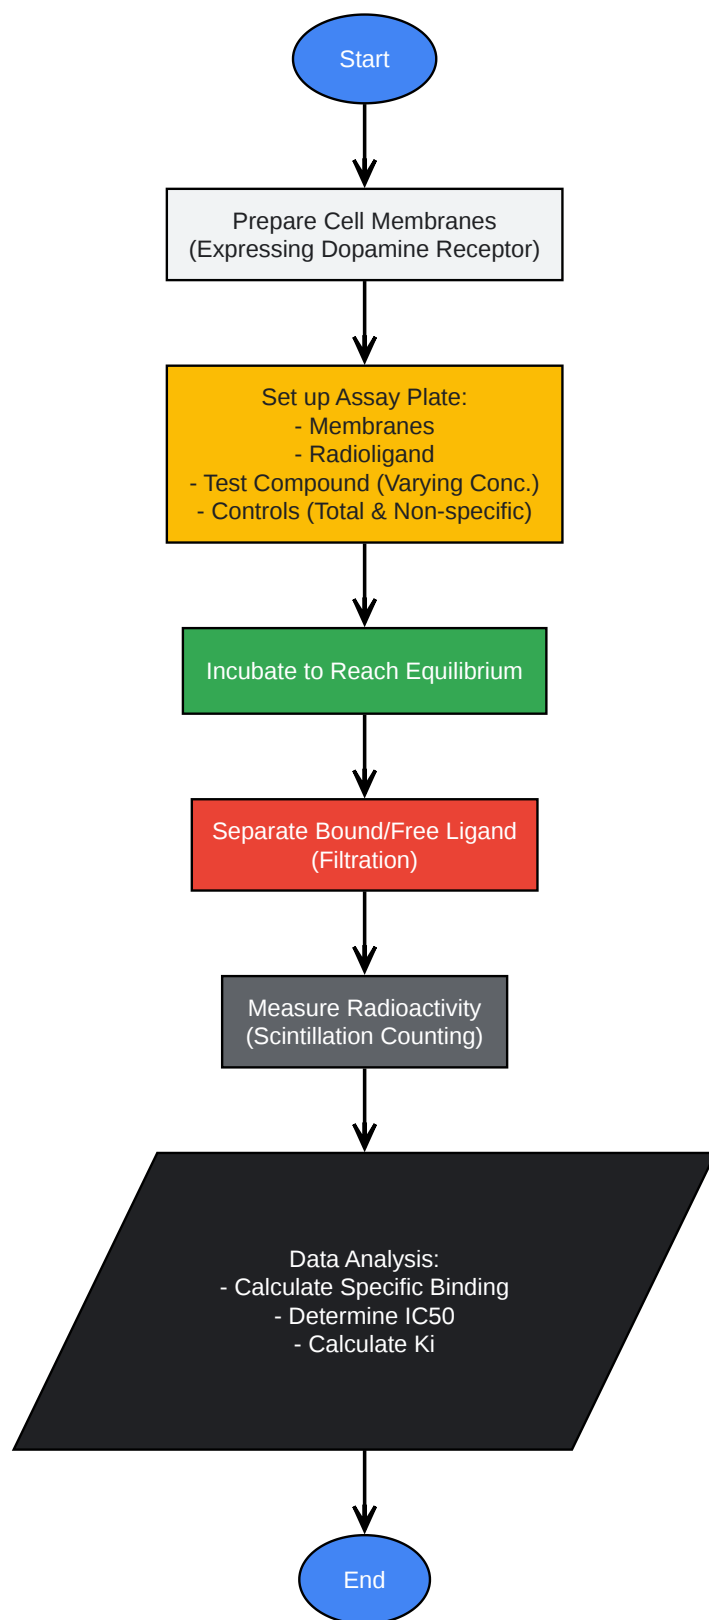 Start
Prepare Cell Membranes
(Expressing Dopamine Receptor)
Set up Assay Plate:
- Membranes
- Radioligand
- Test Compound (Varying Conc.)
- Controls (Total & Non-specific)
Incubate to Reach Equilibrium
Separate Bound/Free Ligand
(Filtration)
Measure Radioactivity
(Scintillation Counting)
Data Analysis:
- Calculate Specific Binding
- Determine IC50
- Calculate Ki
End